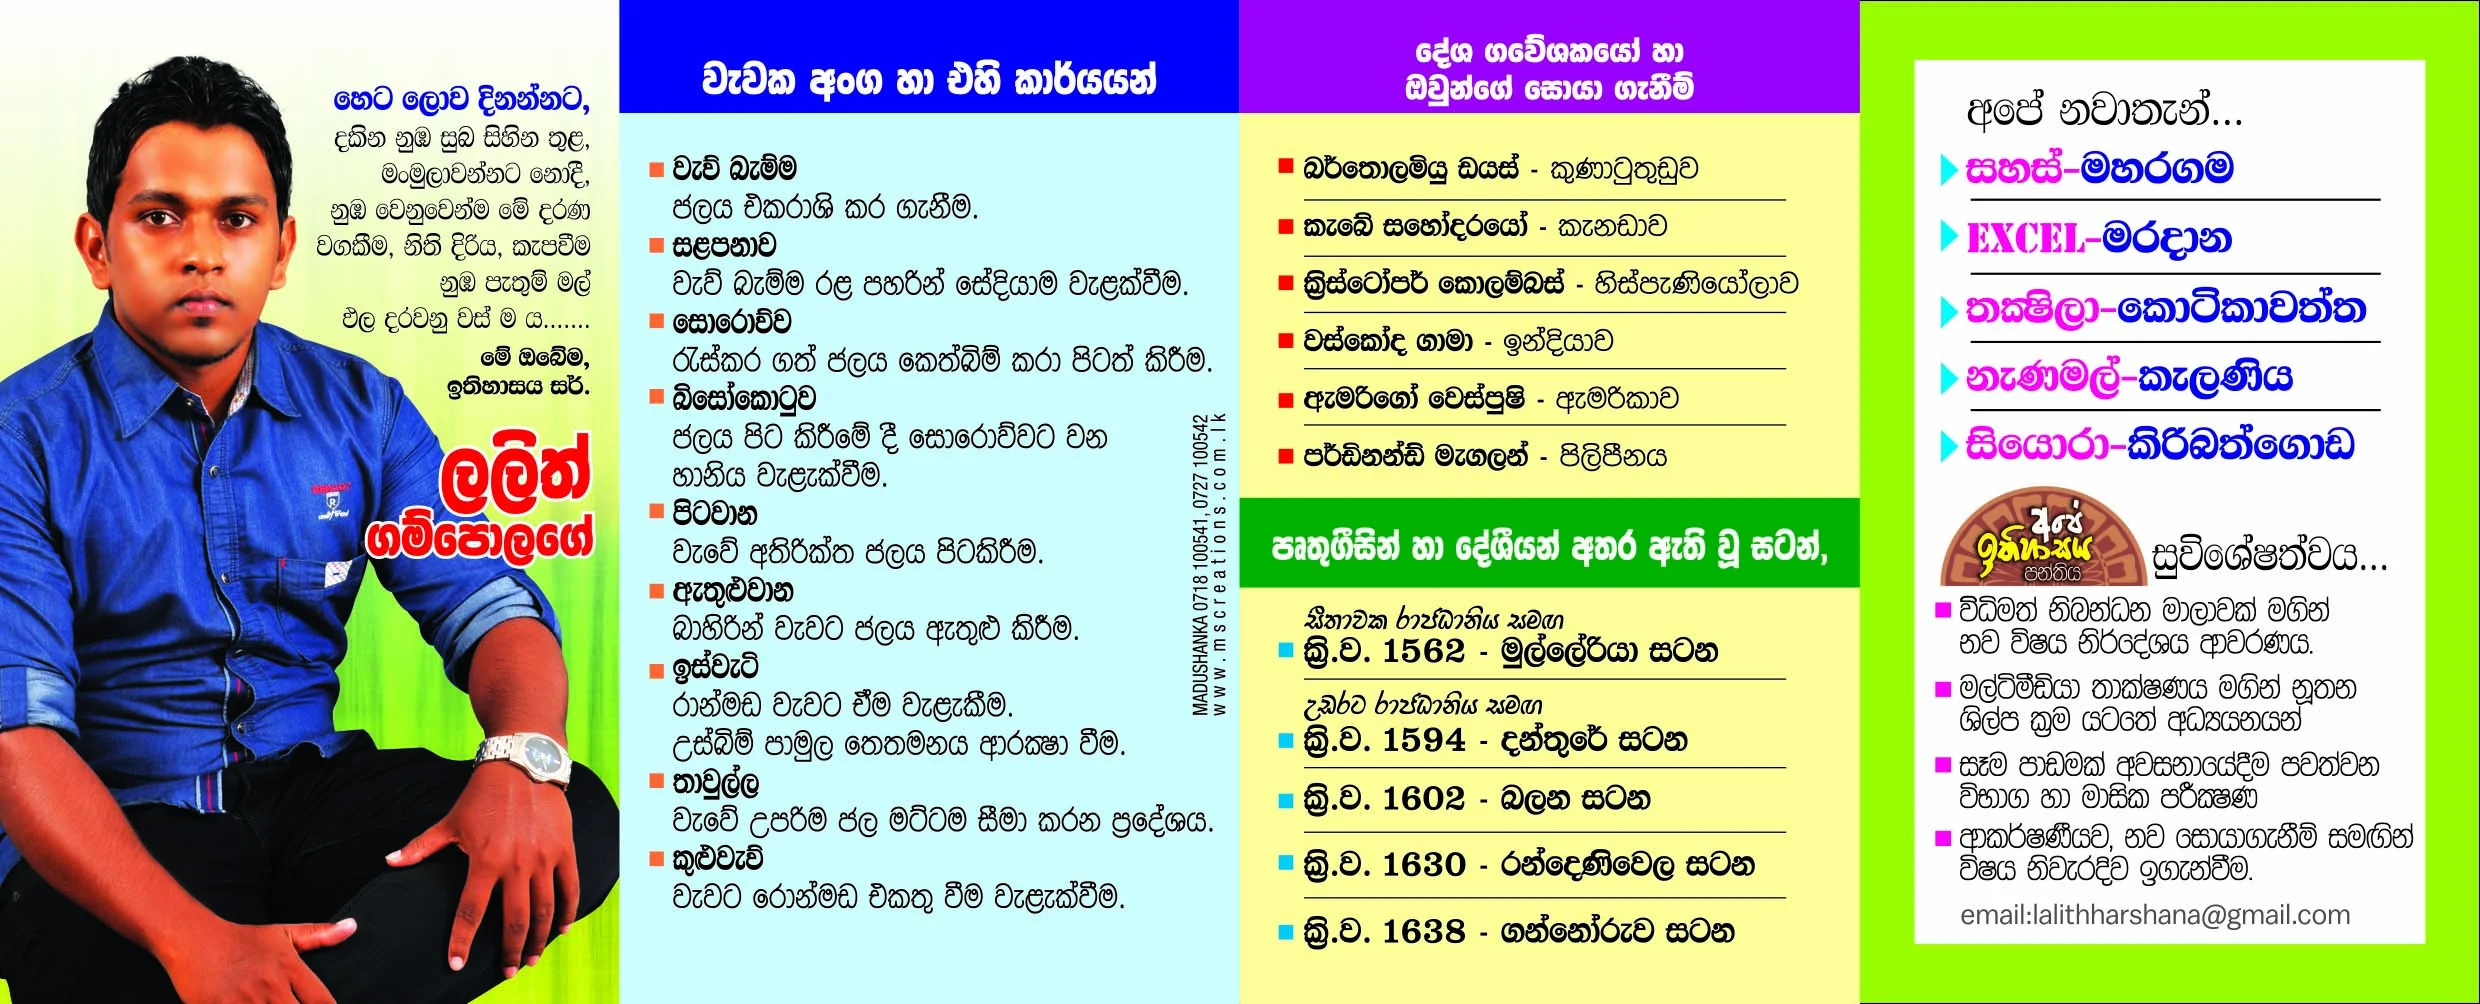 හෙට ලොව දිනන්නට,
දකින නුඹ සුබ සිහින තුළ,
මංමුලාවන්නට නොදී,
නුඹ වෙනුවෙන්ම මේ දරණ
වගකීම, නිති දිරිය, කැපවීම
නුඹ පැතුම් මල්
ඵල දරවනු වස් ම ය.......
මේ ඔබේම,
ඉතිහාසය සර්.
ලලිත්
ගම්පොලගේ
වැවක අංග හා එහි කාර්යයන්
වැව් බැම්ම
ජලය එකරාශි කර ගැනීම.
සළපනාව
වැව් බැම්ම රළ පහරින් සේදියාම වැළක්වීම.
සොරොව්ව
රැස්කර ගත් ජලය කෙත්බිම් කරා පිටත් කිරීම.
බිසෝකොටුව
ජලය පිට කිරීමේ දී සොරොව්වට වන
හානිය වැළැක්වීම.
පිටවාන
වැවේ අතිරික්ත ජලය පිටකිරීම.
ඇතුළුවාන
බාහිරින් වැවට ජලය ඇතුළු කිරීම.
ඉස්වැටි
රාන්මඩ වැවට ඒම වැළැකීම.
උස්බිම් පාමුල තෙතමනය ආරක්‍ෂා වීම.
තාවුල්ල
වැවේ උපරිම ජල මට්ටම සීමා කරන ප්‍රදේශය.
කුළුවැව්
වැවට රොන්මඩ එකතු වීම වැළැක්වීම.
MADUSHANKA 0718 100541, 0727 100542
www.mscreations.com.lk
දේශ ගවේශකයෝ හා
ඔවුන්ගේ සොයා ගැනීම්
බර්තොලමියු ඩයස් - කුණාටුතුඩුව
කැබේ සහෝදරයෝ - කැනඩාව
ක්‍රිස්ටෝපර් කොලම්බස් - හිස්පැණියෝලාව
වස්කෝද ගාමා - ඉන්දියාව
ඇමරිගෝ වෙස්පුෂි - ඇමරිකාව
පර්ඩිනන්ඩ් මැගලන් - පිලිපීනය
පෘතුගීසින් හා දේශීයන් අතර ඇති වූ සටන්,
සීතාවක රාජධානිය සමඟ
ක්‍රි.ව. 1562 - මුල්ලේරියා සටන
උඩරට රාජධානිය සමඟ
ක්‍රි.ව. 1594 - දන්තුරේ සටන
ක්‍රි.ව. 1602 - බලන සටන
ක්‍රි.ව. 1630 - රන්දෙණිවෙල සටන
ක්‍රි.ව. 1638 - ගන්නෝරුව සටන
අපේ නවාතැන්...
සහස්-මහරගම
EXCEL-මරදාන
තක්‍ෂිලා-කොටිකාවත්ත
නැණමල්-කැලණිය
සියොරා-කිරිබත්ගොඩ
අපේ
ඉතිහාසය
පන්තිය
සුවිශේෂත්වය...
විධිමත් නිබන්ධන මාලාවක් මගින්
නව විෂය නිර්දේශය ආවරණය.
මල්ටිමීඩියා තාක්ෂණය මගින් නූතන
ශිල්ප ක්‍රම යටතේ අධ්‍යයනයන්
සෑම පාඩමක් අවසනායේදීම පවත්වන
විභාග හා මාසික පරීක්‍ෂණ
ආකර්ෂණීයව, නව සොයාගැනීම් සමඟින්
විෂය නිවැරදිව ඉගැන්වීම.
email:lalithharshana@gmail.com